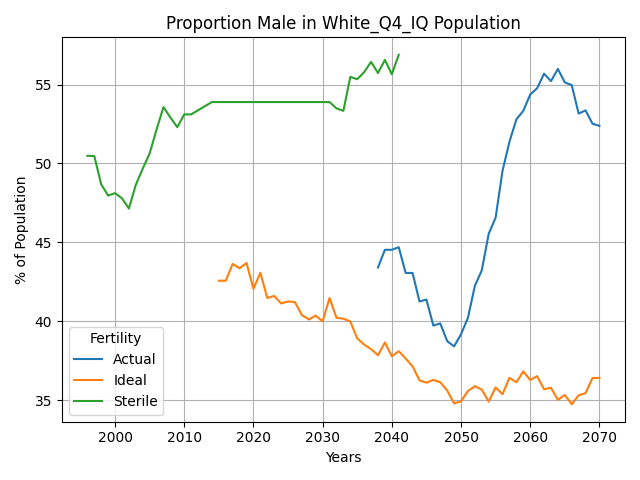 Proportion Male in White_Q4_IQ Population
% of Population
55
50
45
40
35
Fertility
Actual
Ideal
Sterile
2000 2010 2020 2030 2040 2050 2060 2070
Years